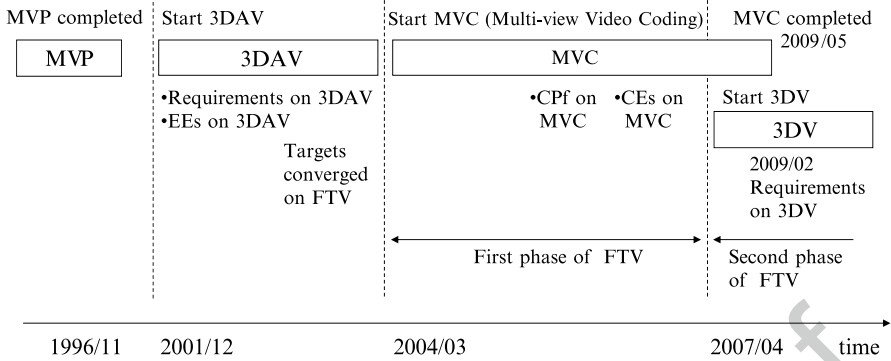 MVP completed
Start 3DAV
Start MVC (Multi-view Video Coding)
MVC completed
2009/05
MVP
3DAV
MVC
•Requirements on 3DAV
•EEs on 3DAV
•CPf on
MVC
•CEs on
MVC
Start 3DV
3DV
Targets
converged
on FTV
2009/02
Requirements
on 3DV
First phase of FTV
Second phase
of FTV
1996/11
2001/12
2004/03
2007/04
time
f